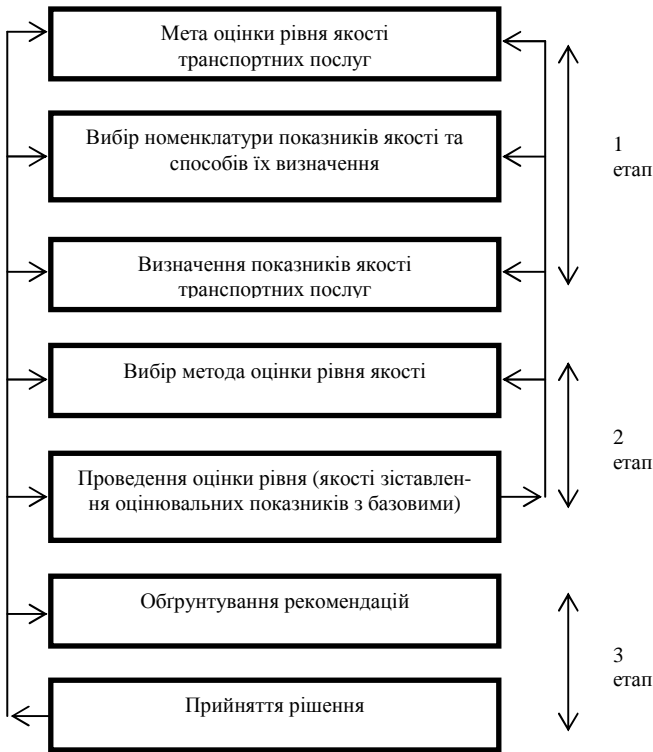 Мета оцінки рівня якості
транспортних послуг
Вибір номенклатури показників якості та
способів їх визначення
1
етап
Визначення показників якості
транспортних послуг
Вибір метода оцінки рівня якості
2
етап
Проведення оцінки рівня (якості зіставлен-
ня оцінювальних показників з базовими)
Обґрунтування рекомендацій
3
етап
Прийняття рішення